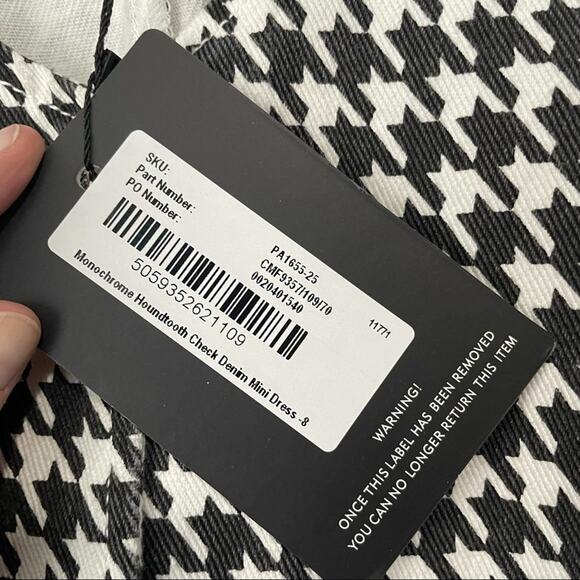 SKU: PA1655-25
Part Number: CMF9357/109/70
PO Number: 0020401540
5059352621109
11771
Monochrome Houndtooth Check Denim Mini Dress -8
WARNING!
ONCE THIS LABEL HAS BEEN REMOVED
YOU CAN NO LONGER RETURN THIS ITEM